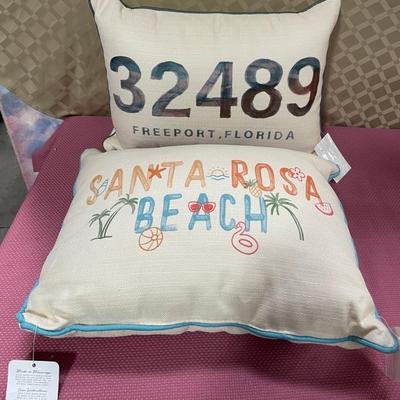 32489
FREEPORT, FLORIDA
SANTA ROSA
BEACH